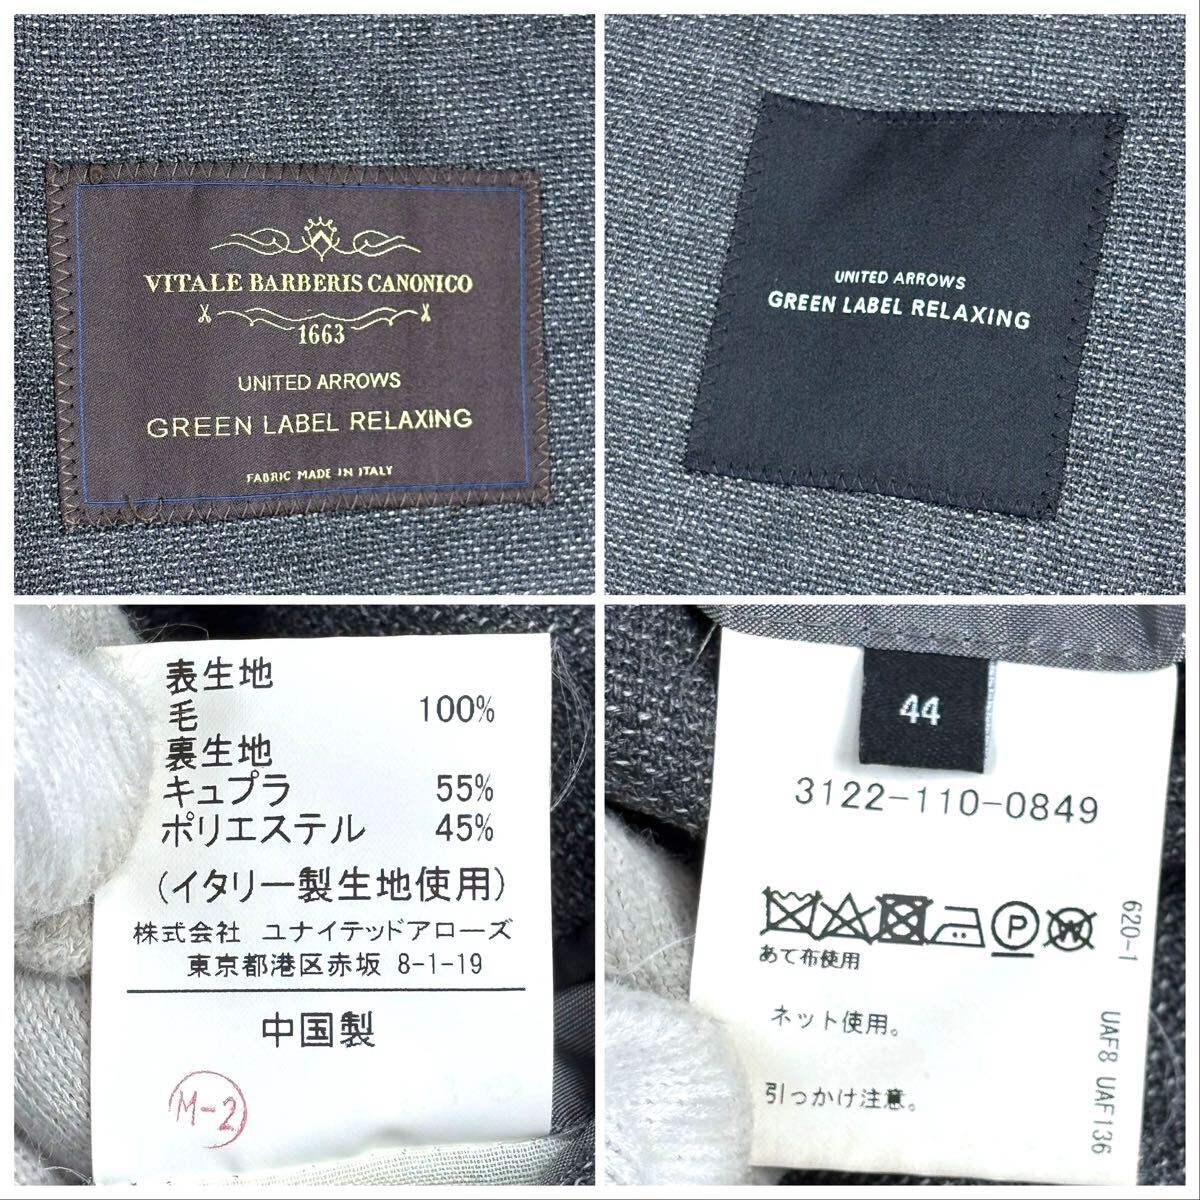 VITALE BARBERIS CANONICO
1663
UNITED ARROWS
GREEN LABEL RELAXING
FABRIC MADE IN ITALY
UNITED ARROWS
GREEN LABEL RELAXING
表生地
毛 100%
裏生地
キュプラ 55%
ポリエステル 45%
(イタリー製生地使用)
株式会社 ユナイテッドアローズ
東京都港区赤坂 8-1-19
中国製
M-2
44
3122-110-0849
P W
あて布使用
ネット使用。
引っかけ注意。
620-1
UAF8 UAF136